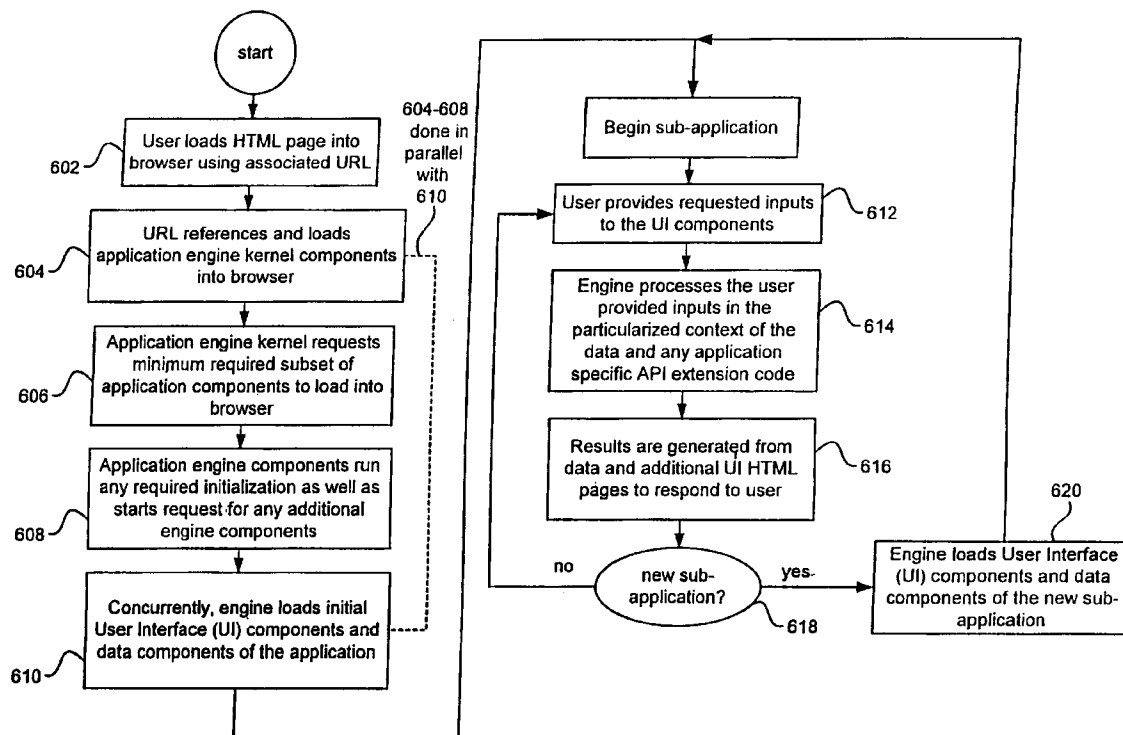 start
604-608
done in
parallel
with
610
User loads HTML page into
browser using associated URL
602
URL references and loads
application engine kernel components
into browser
604
Application engine kernel requests
minimum required subset of
application components to load into
browser
606
Application engine components run
any required initialization as well as
starts request for any additional
engine components
608
Concurrently, engine loads initial
User Interface (UI) components and
data components of the application
610
Begin sub-application
User provides requested inputs
to the UI components
612
Engine processes the user
provided inputs in the
particularized context of the
data and any application
specific API extension code
614
Results are generated from
data and additional UI HTML
pages to respond to user
616
new sub-
application?
618
no
yes
620
Engine loads User Interface
(UI) components and data
components of the new sub-
application